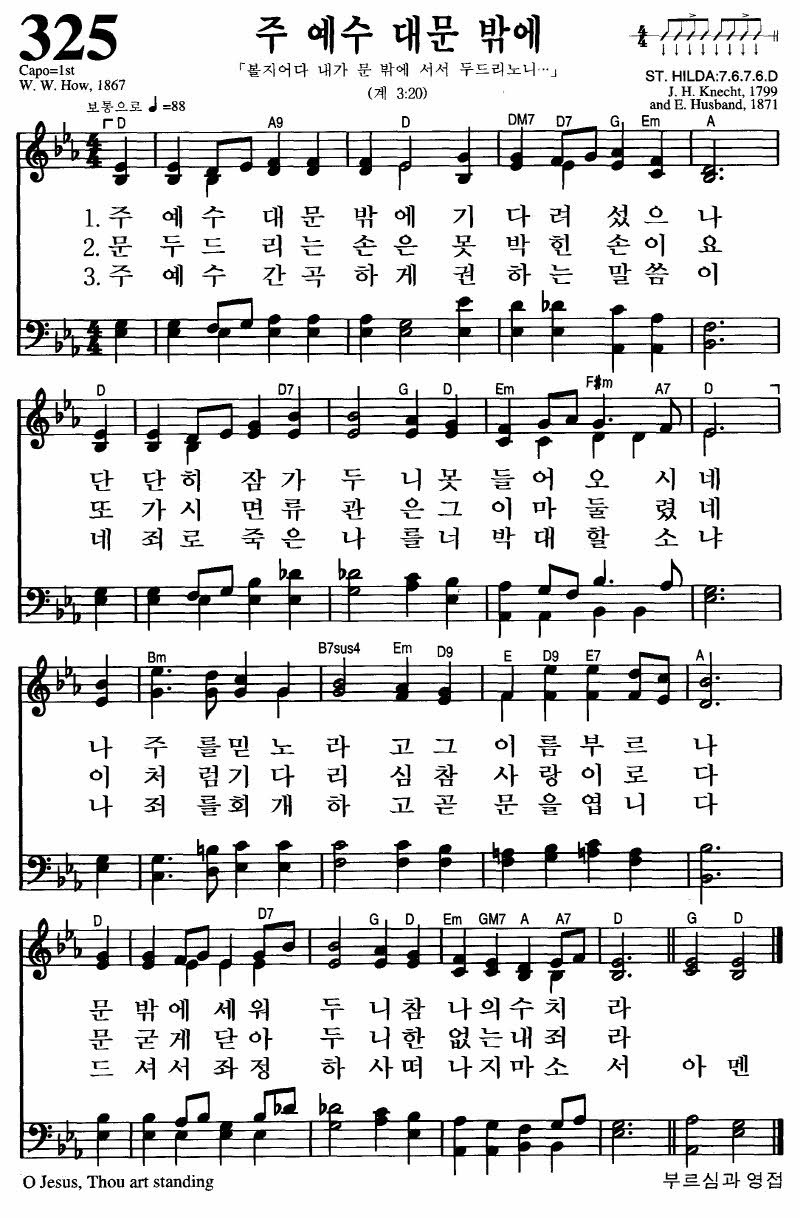 325
주 예수 대문 밖에
Capo=1st
W. W. How, 1867
「볼지어다 내가 문 밖에 서서 두드리노니…」
(계 3:20)
ST. HILDA:7.6.7.6.D
J. H. Knecht, 1799
and E. Husband, 1871
보통으로 ♩=88
D A9 D DM7 D7 G Em A
1. 주 예 수 대 문 밖 에 기 다 려 섰 으 나
2. 문 두 드 리 는 손 은 못 박 힌 손 이 요
3. 주 예 수 간 곡 하 게 권 하 는 말 씀 이
D D7 G D Em F#m A7 D
단 단 히 잠 가 두 니 못 들 어 오 시 네
또 가 시 면 류 관 은 그 이 마 둘 렸 네
네 죄 로 죽 은 나 를 너 박 대 할 소 냐
Bm B7sus4 Em D9 E D9 E7 A
나 주 를 믿 노 라 고 그 이 름 부 르 나
이 처 럼 기 다 리 심 참 사 랑 이 로 다
나 죄 를 회 개 하 고 곧 문 을 엽 니 다
D D7 G D Em GM7 A A7 D G D
문 밖 에 세 워 두 니 참 나 의 수 치 라
문 굳 게 닫 아 두 니 한 없 는 내 죄 라
드 셔 서 좌 정 하 사 떠 나 지 마 소 서 아 멘
O Jesus, Thou art standing
부르심과 영접